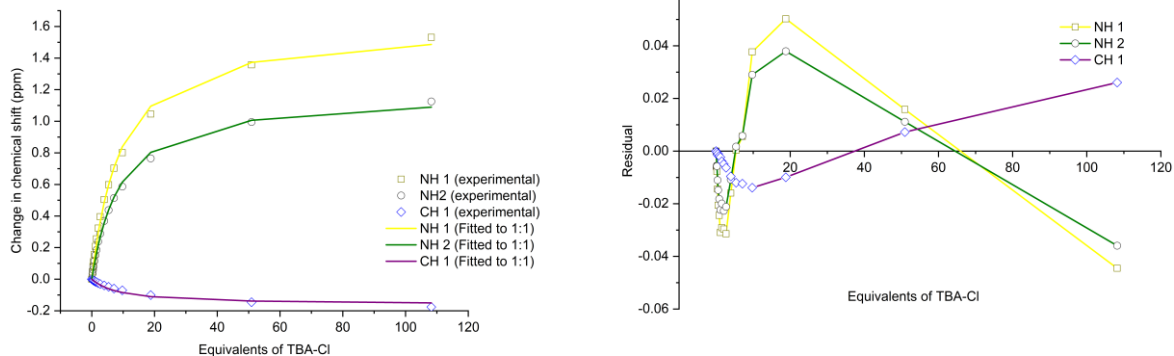 Change in chemical shift (ppm)
1.6
1.4
1.2
1.0
0.8
0.6
0.4
0.2
0.0
-0.2
NH 1 (experimental)
NH2 (experimental)
CH 1 (experimental)
NH 1 (Fitted to 1:1)
NH 2 (Fitted to 1:1)
CH 1 (Fitted to 1:1)
0 20 40 60 80 100 120
Equivalents of TBA-Cl
Residual
0.04
0.02
0.00
-0.02
-0.04
-0.06
NH 1
NH 2
CH 1
20 40 60 80 100 120
Equivalents of TBA-Cl